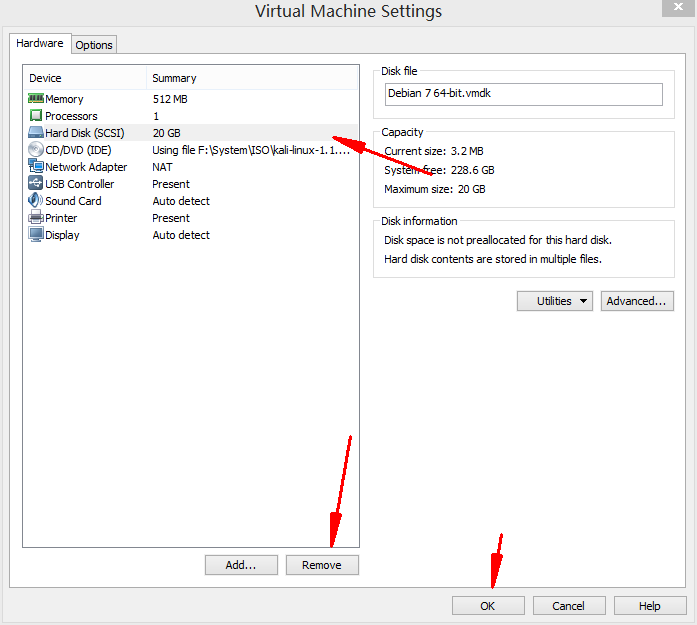 Virtual Machine Settings
Hardware Options
Device Summary
Memory 512 MB
Processors 1
Hard Disk (SCSI) 20 GB
CD/DVD (IDE) Using file F:\System\ISO\kali-linux-1.1....
Network Adapter NAT
USB Controller Present
Sound Card Auto detect
Printer Present
Display Auto detect
Add... Remove
Disk file
Debian 7 64-bit.vmdk
Capacity
Current size: 3.2 MB
System free: 228.6 GB
Maximum size: 20 GB
Disk information
Disk space is not preallocated for this hard disk.
Hard disk contents are stored in multiple files.
Utilities Advanced...
OK Cancel Help